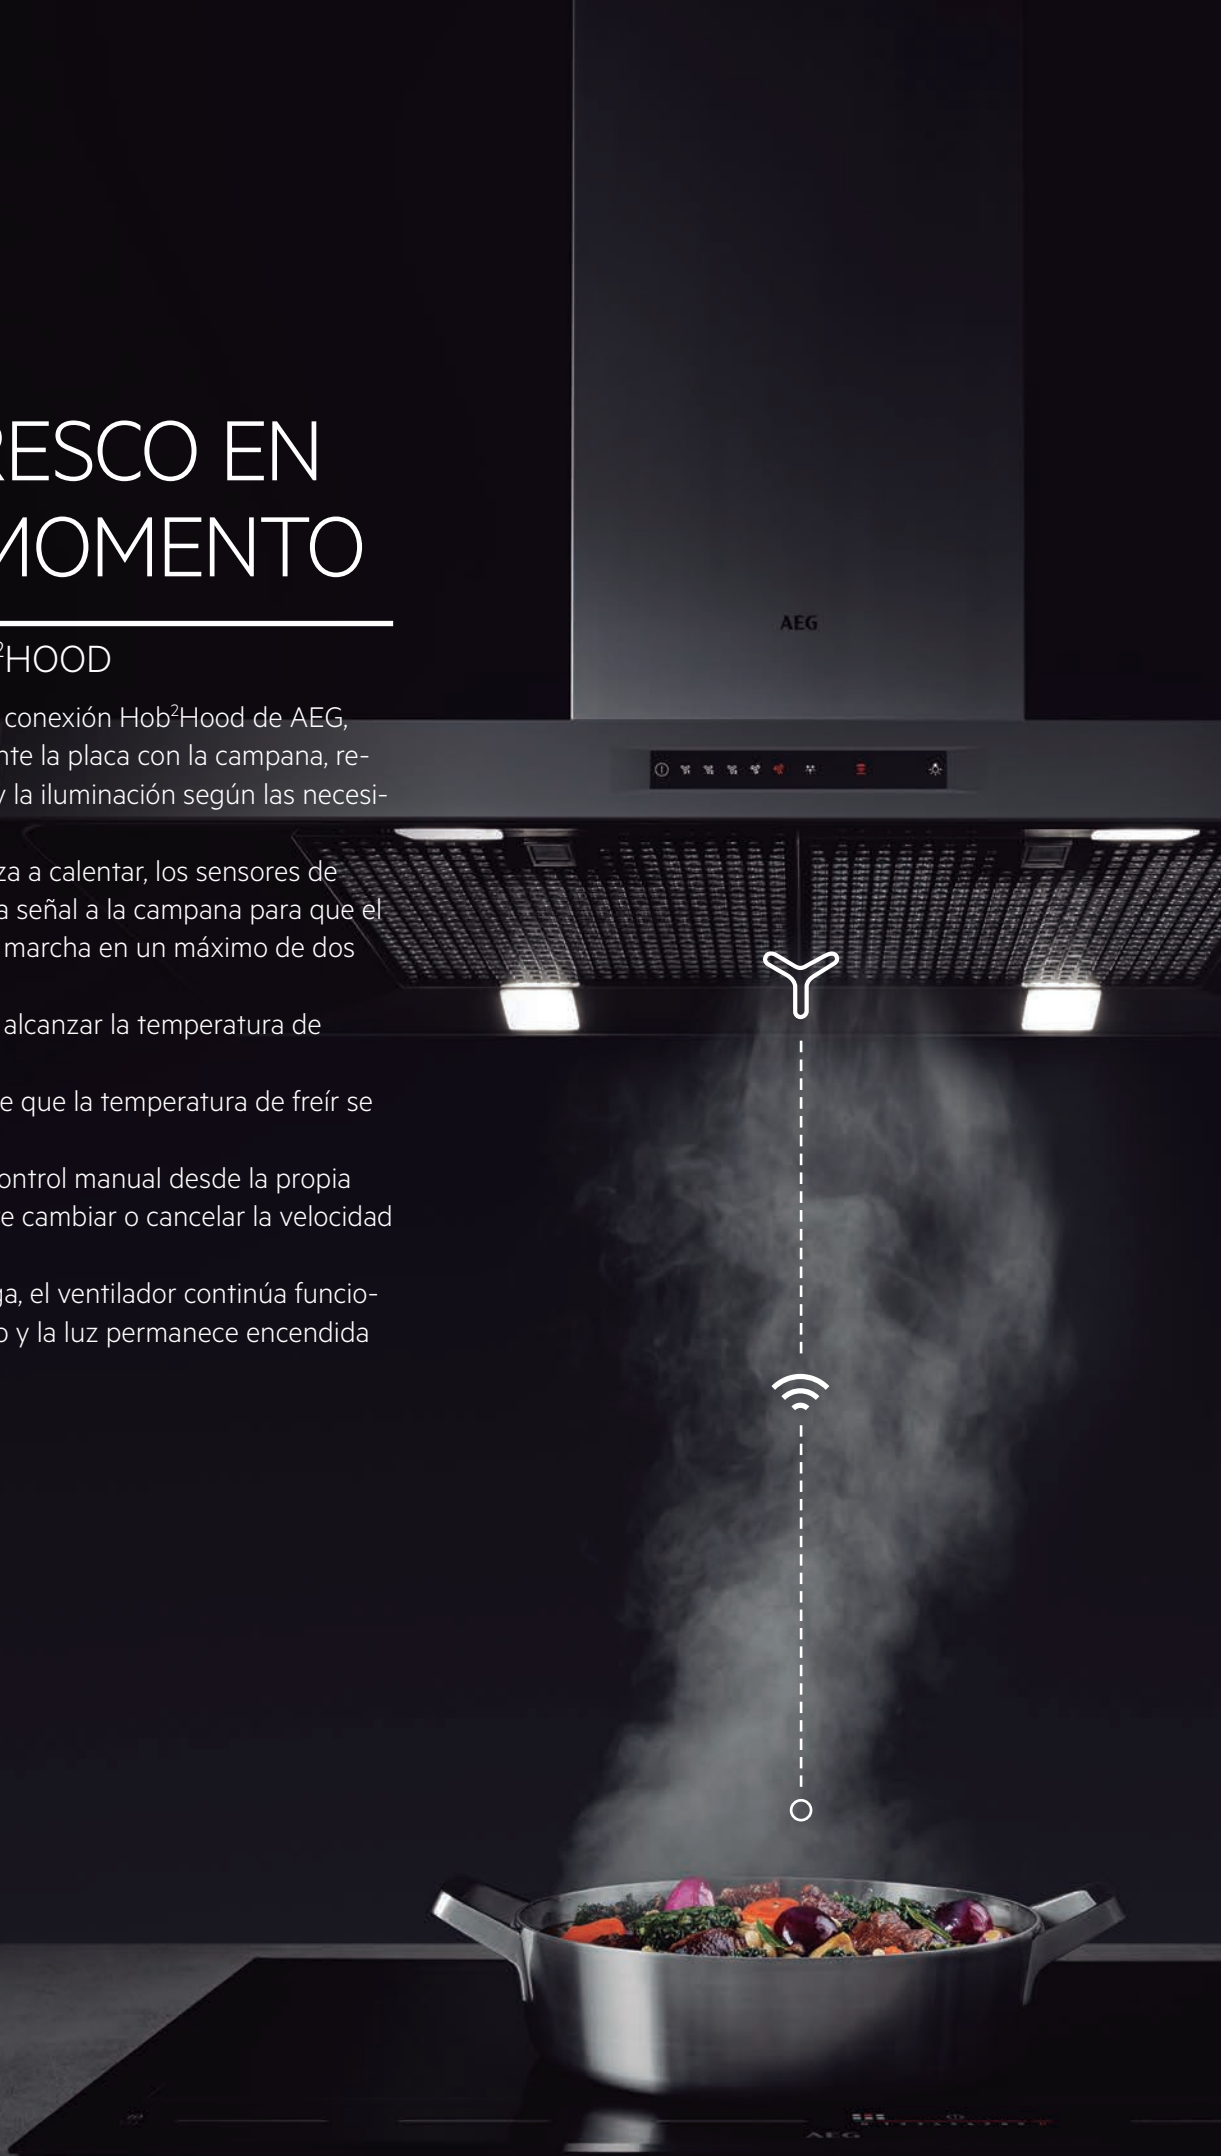 RESCO EN
MOMENTO
²HOOD
conexión Hob²Hood de AEG,
nte la placa con la campana, re-
y la iluminación según las necesi-
za a calentar, los sensores de
a señal a la campana para que el
marcha en un máximo de dos
alcanzar la temperatura de
e que la temperatura de freír se
ontrol manual desde la propia
e cambiar o cancelar la velocidad
ga, el ventilador continúa funcio-
o y la luz permanece encendida
AEG
AEG